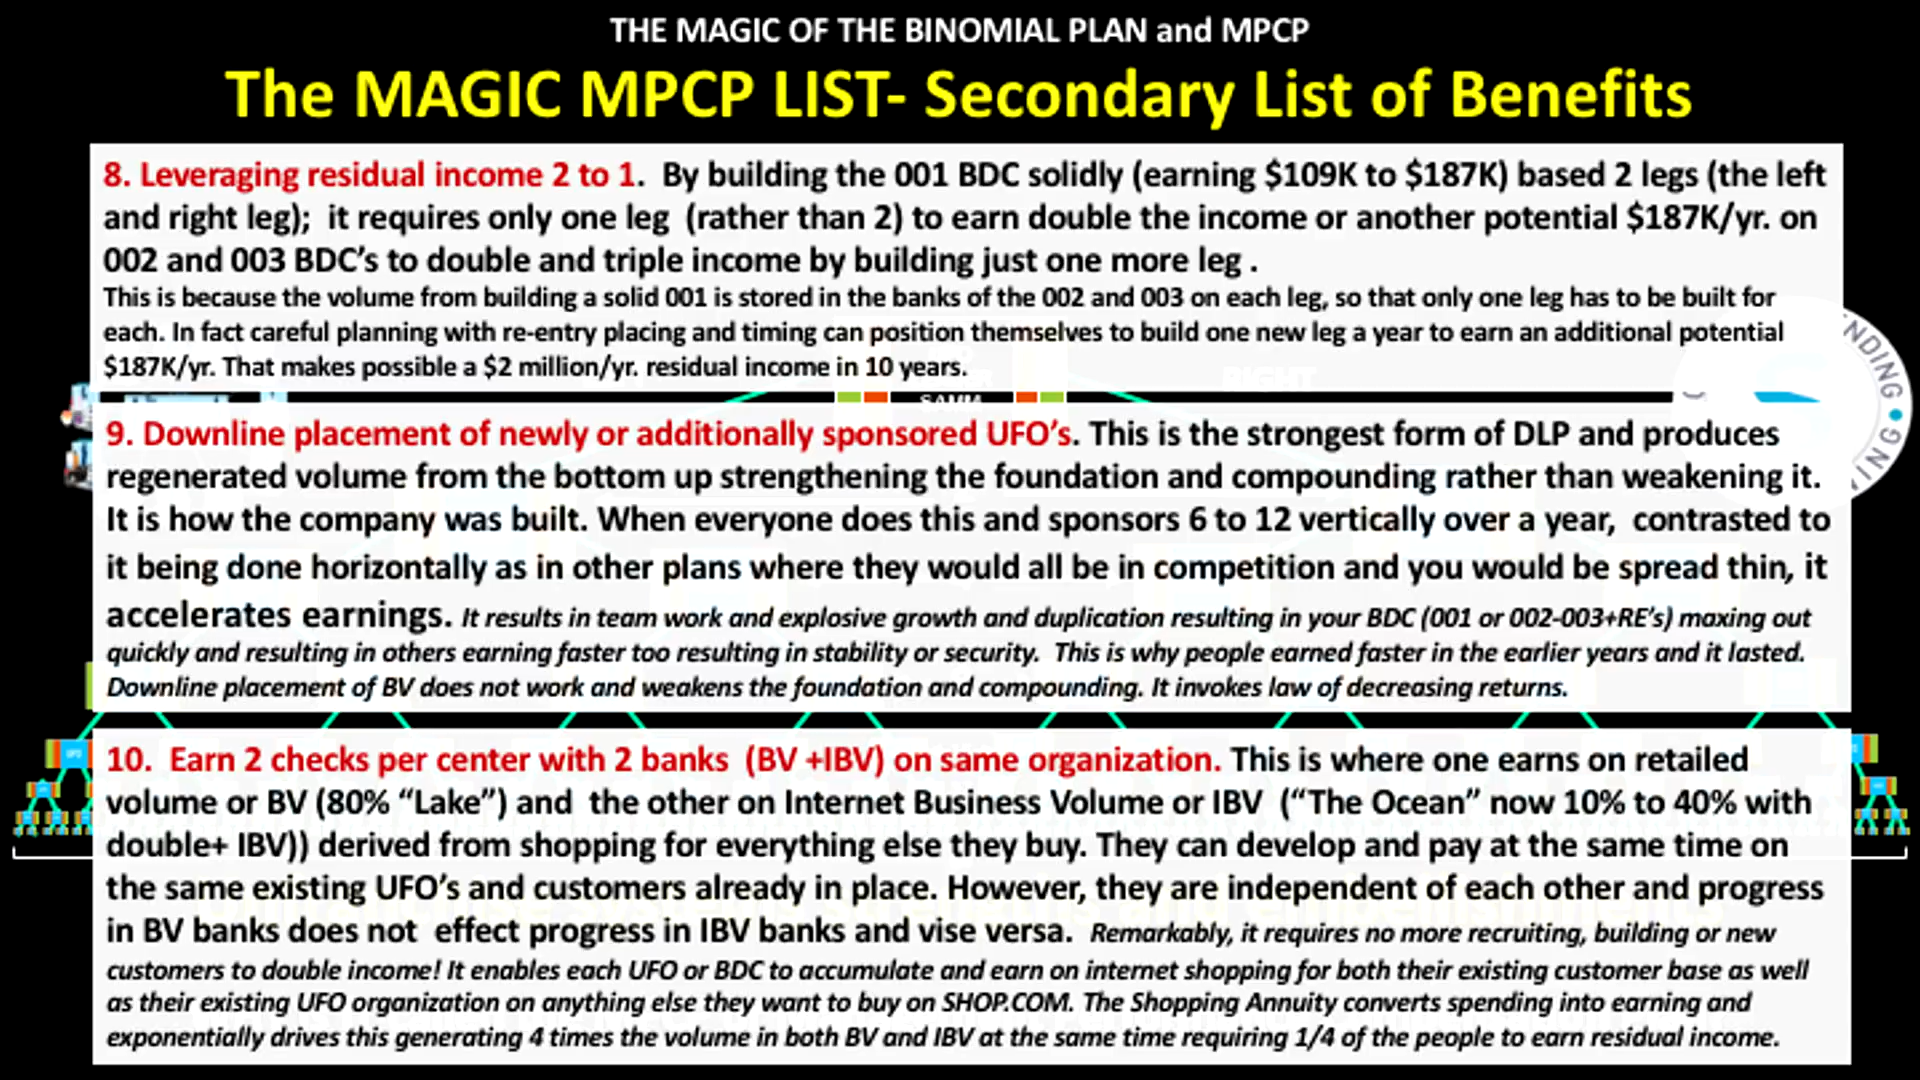 THE MAGIC OF THE BINOMIAL PLAN and MPCP
The MAGIC MPCP LIST- Secondary List of Benefits
8. Leveraging residual income 2 to 1.  By building the 001 BDC solidly (earning $109K to $187K) based 2 legs (the left
and right leg);  it requires only one leg  (rather than 2) to earn double the income or another potential $187K/yr. on
002 and 003 BDC's to double and triple income by building just one more leg .
This is because the volume from building a solid 001 is stored in the banks of the 002 and 003 on each leg, so that only one leg has to be built for
each. In fact careful planning with re-entry placing and timing can position themselves to build one new leg a year to earn an additional potential
$187K/yr. That makes possible a $2 million/yr. residual income in 10 years.
RIGHT
NDING
9. Downline placement of newly or additionally sponsored UFO's. This is the strongest form of DLP and produces
regenerated volume from the bottom up strengthening the foundation and compounding rather than weakening it.
It is how the company was built. When everyone does this and sponsors 6 to 12 vertically over a year,  contrasted to
it being done horizontally as in other plans where they would all be in competition and you would be spread thin, it
accelerates earnings. It results in team work and explosive growth and duplication resulting in your BDC (001 or 002-003+RE's) maxing out
quickly and resulting in others earning faster too resulting in stability or security.  This is why people earned faster in the earlier years and it lasted.
Downline placement of BV does not work and weakens the foundation and compounding. It invokes law of decreasing returns.
10.  Earn 2 checks per center with 2 banks  (BV +IBV) on same organization. This is where one earns on retailed
volume or BV (80% “Lake”) and  the other on Internet Business Volume or IBV  (“The Ocean” now 10% to 40% with
double+ IBV)) derived from shopping for everything else they buy. They can develop and pay at the same time on
the same existing UFO's and customers already in place. However, they are independent of each other and progress
in BV banks does not  effect progress in IBV banks and vise versa.  Remarkably, it requires no more recruiting, building or new
customers to double income! It enables each UFO or BDC to accumulate and earn on internet shopping for both their existing customer base as well
as their existing UFO organization on anything else they want to buy on SHOP.COM. The Shopping Annuity converts spending into earning and
exponentially drives this generating 4 times the volume in both BV and IBV at the same time requiring 1/4 of the people to earn residual income.